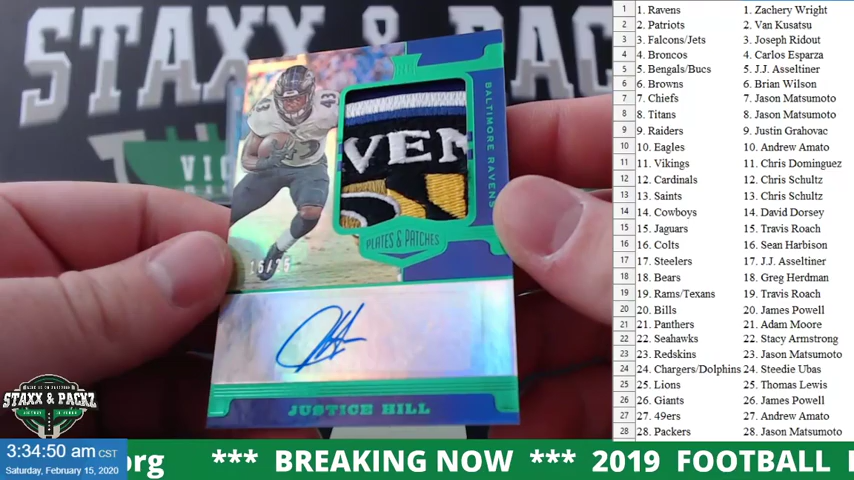 STAXX & PACKZ
VIC
43
43
RC
VEN
BALTIMORE RAVENS
PLATES & PATCHES
15/25
JUSTICE HILL
STAXX & PACKZ
3:34:50 am CST
Saturday, February 15, 2020
org *** BREAKING NOW *** 2019 FOOTBALL
1 1. Ravens 1. Zachery Wright
2 2. Patriots 2. Van Kusatsu
3 3. Falcons/Jets 3. Joseph Ridout
4 4. Broncos 4. Carlos Esparza
5 5. Bengals/Bucs 5. J.J. Asseltiner
6 6. Browns 6. Brian Wilson
7 7. Chiefs 7. Jason Matsumoto
8 8. Titans 8. Jason Matsumoto
9 9. Raiders 9. Justin Grahovac
10 10. Eagles 10. Andrew Amato
11 11. Vikings 11. Chris Dominguez
12 12. Cardinals 12. Chris Schultz
13 13. Saints 13. Chris Schultz
14 14. Cowboys 14. David Dorsey
15 15. Jaguars 15. Travis Roach
16 16. Colts 16. Sean Harbison
17 17. Steelers 17. J.J. Asseltiner
18 18. Bears 18. Greg Herdman
19 19. Rams/Texans 19. Travis Roach
20 20. Bills 20. James Powell
21 21. Panthers 21. Adam Moore
22 22. Seahawks 22. Stacy Armstrong
23 23. Redskins 23. Jason Matsumoto
24 24. Chargers/Dolphins 24. Steedie Ubas
25 25. Lions 25. Thomas Lewis
26 26. Giants 26. James Powell
27 27. 49ers 27. Andrew Amato
28 28. Packers 28. Jason Matsumoto